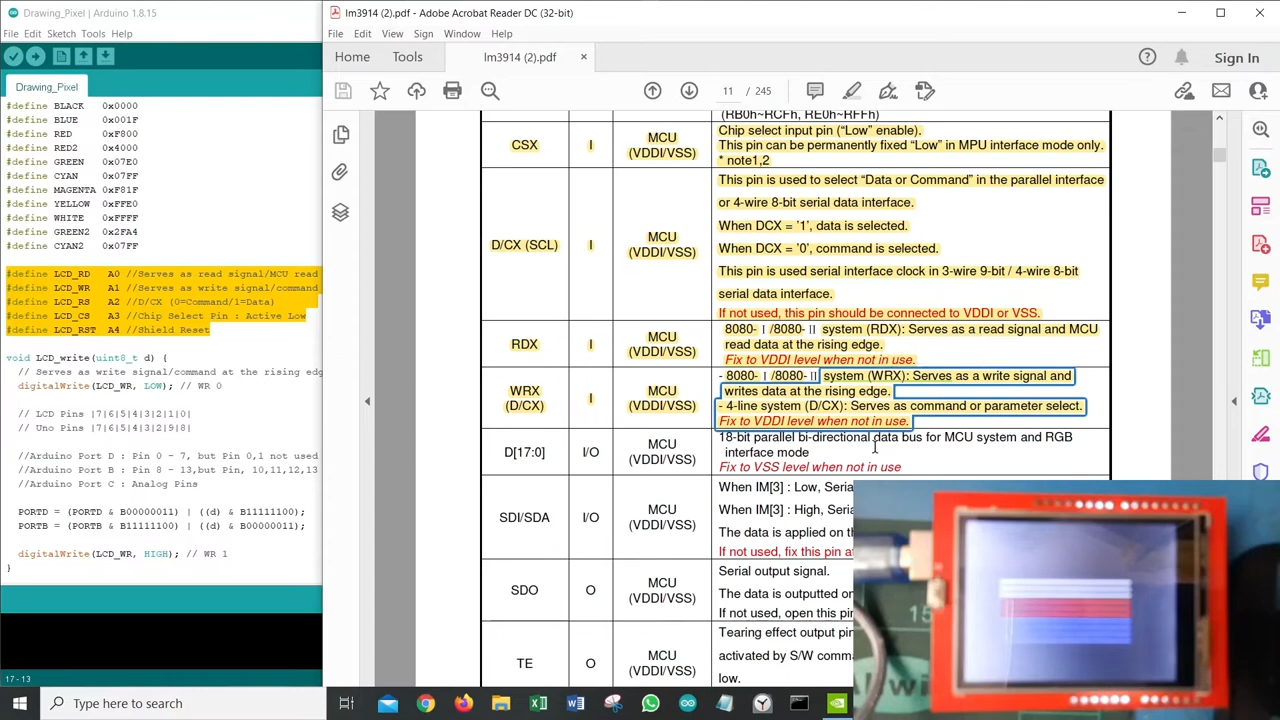 Drawing_Pixel | Arduino 1.8.15
File Edit Sketch Tools Help
Drawing_Pixel
#define BLACK 0x0000
#define BLUE 0x001F
#define RED 0xF800
#define RED2 0x4000
#define GREEN 0x07E0
#define CYAN 0x07FF
#define MAGENTA 0xF81F
#define YELLOW 0xFFE0
#define WHITE 0xFFFF
#define GREEN2 0x2FA4
#define CYAN2 0x07FF
#define LCD_RD A0 //Serves as read signal/MCU read
#define LCD_WR A1 //Serves as write signal/command
#define LCD_RS A2 //D/CX (0=Command/1=Data)
#define LCD_CS A3 //Chip Select Pin : Active Low
#define LCD_RST A4 //Shield Reset
void LCD_write(uint8_t d) {
// Serves as write signal/command at the rising edge
digitalWrite(LCD_WR, LOW); // WR 0
// LCD Pins |7|6|5|4|3|2|1|0|
// Uno Pins |7|6|5|4|3|2|9|8|
//Arduino Port D : Pin 0 - 7, but Pin 0,1 not used
//Arduino Port B : Pin 8 - 13,but Pin, 10,11,12,13
//Arduino Port C : Analog Pins
PORTD = (PORTD & B00000011) | ((d) & B11111100);
PORTB = (PORTB & B11111100) | ((d) & B00000011);
digitalWrite(LCD_WR, HIGH); // WR 1
}
17 - 13
lm3914 (2).pdf - Adobe Acrobat Reader DC (32-bit)
File Edit View Sign Window Help
Home Tools lm3914 (2).pdf × Sign In
11 / 245
(RB0h~RCFh, RE0h~RFFh)
CSX I MCU (VDDI/VSS) Chip select input pin (“Low” enable).
This pin can be permanently fixed “Low” in MPU interface mode only.
* note1,2
D/CX (SCL) I MCU (VDDI/VSS) This pin is used to select “Data or Command” in the parallel interface
or 4-wire 8-bit serial data interface.
When DCX = ’1’, data is selected.
When DCX = ’0’, command is selected.
This pin is used serial interface clock in 3-wire 9-bit / 4-wire 8-bit
serial data interface.
If not used, this pin should be connected to VDDI or VSS.
RDX I MCU (VDDI/VSS) 8080-Ⅰ/8080-Ⅱ system (RDX): Serves as a read signal and MCU
read data at the rising edge.
Fix to VDDI level when not in use.
WRX (D/CX) I MCU (VDDI/VSS) - 8080-Ⅰ/8080-Ⅱ system (WRX): Serves as a write signal and
writes data at the rising edge.
- 4-line system (D/CX): Serves as command or parameter select.
Fix to VDDI level when not in use.
D[17:0] I/O MCU (VDDI/VSS) 18-bit parallel bi-directional data bus for MCU system and RGB
interface mode
Fix to VSS level when not in use
SDI/SDA I/O MCU (VDDI/VSS) When IM[3] : Low, Serial
When IM[3] : High, Seria
The data is applied on the
If not used, fix this pin at
SDO O MCU (VDDI/VSS) Serial output signal.
The data is outputted on
If not used, open this pin
TE O MCU (VDDI/VSS) Tearing effect output pin
activated by S/W comma
low.
15
Type here to search